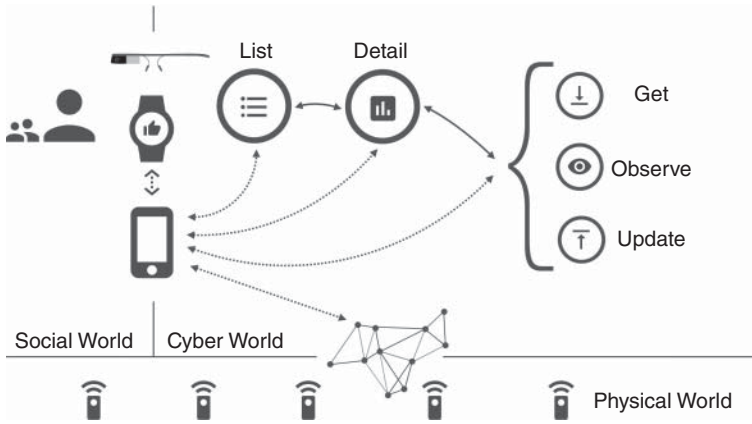 List
Detail
Get
Observe
Update
Social World
Cyber World
Physical World